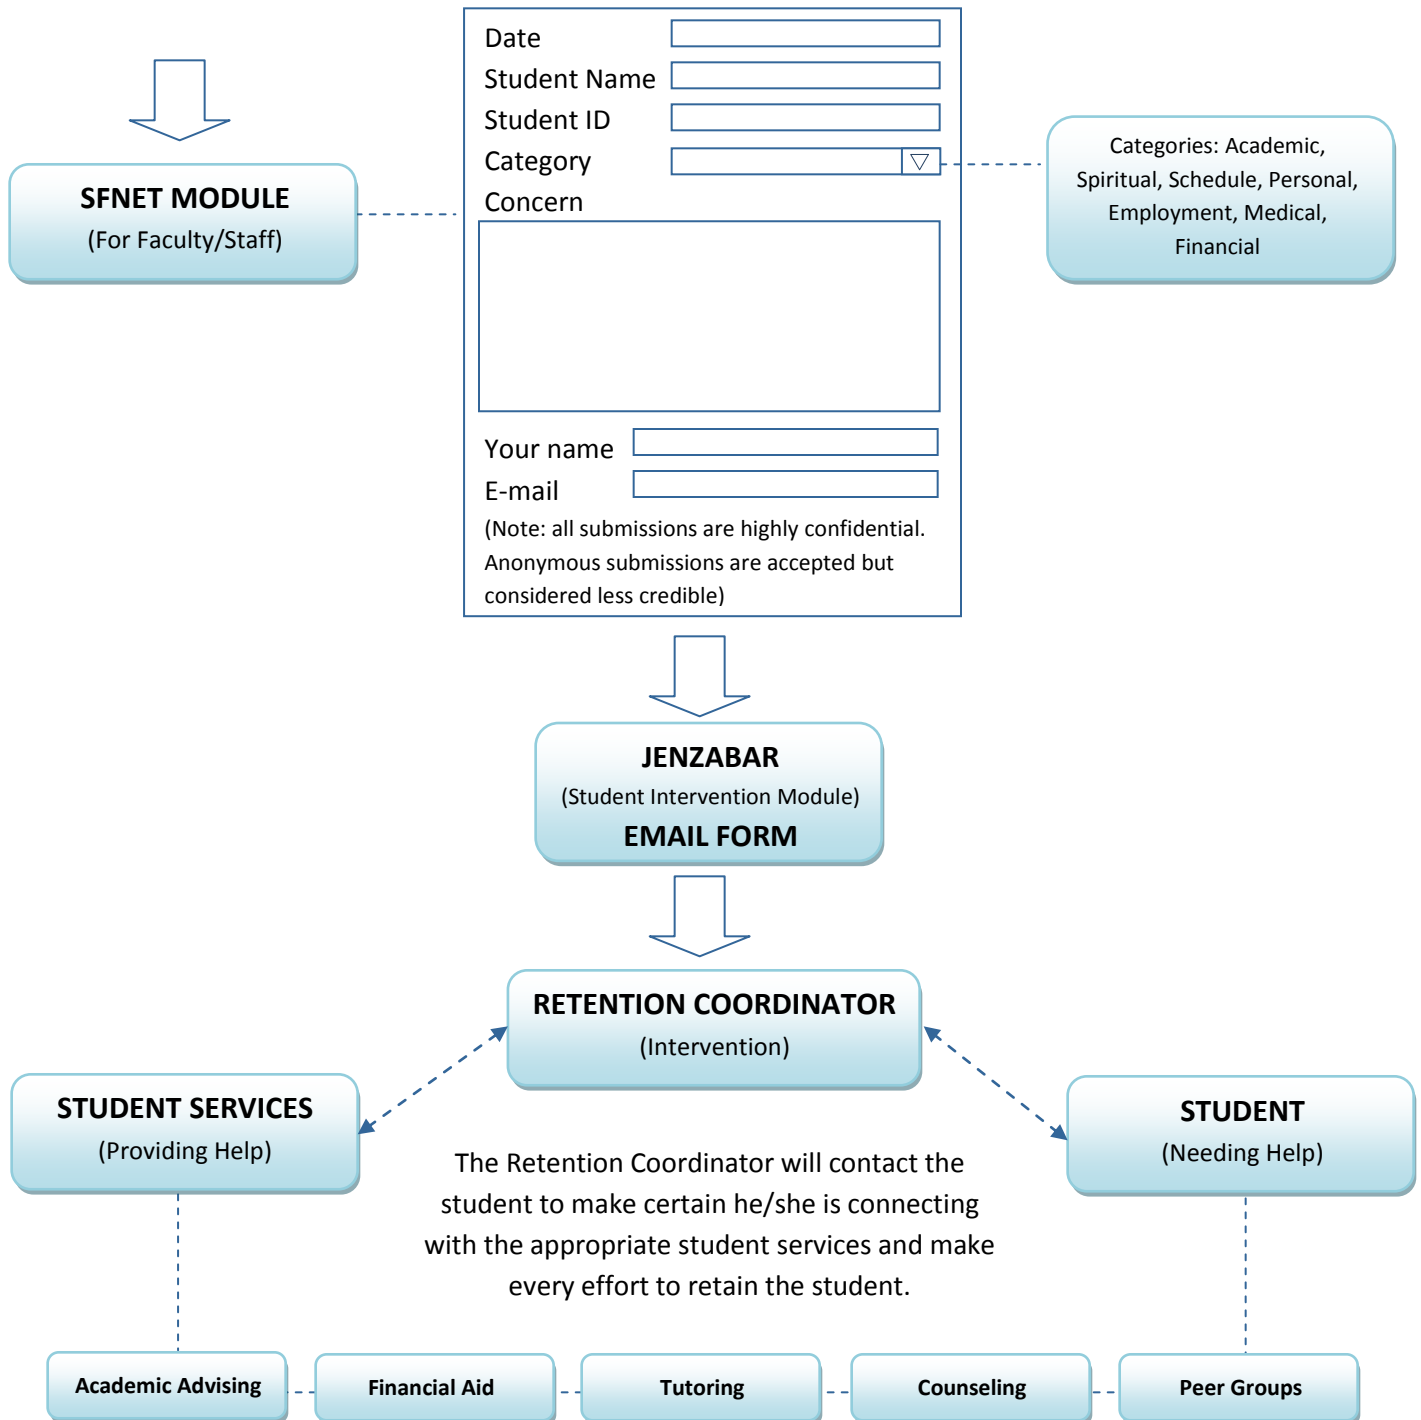 SFNET MODULE
(For Faculty/Staff)
Date
Student Name
Student ID
Category
Concern
Your name
E-mail
(Note: all submissions are highly confidential.
Anonymous submissions are accepted but
considered less credible)
Categories: Academic,
Spiritual, Schedule, Personal,
Employment, Medical,
Financial
JENZABAR
(Student Intervention Module)
EMAIL FORM
RETENTION COORDINATOR
(Intervention)
STUDENT SERVICES
(Providing Help)
STUDENT
(Needing Help)
The Retention Coordinator will contact the
student to make certain he/she is connecting
with the appropriate student services and make
every effort to retain the student.
Academic Advising
Financial Aid
Tutoring
Counseling
Peer Groups